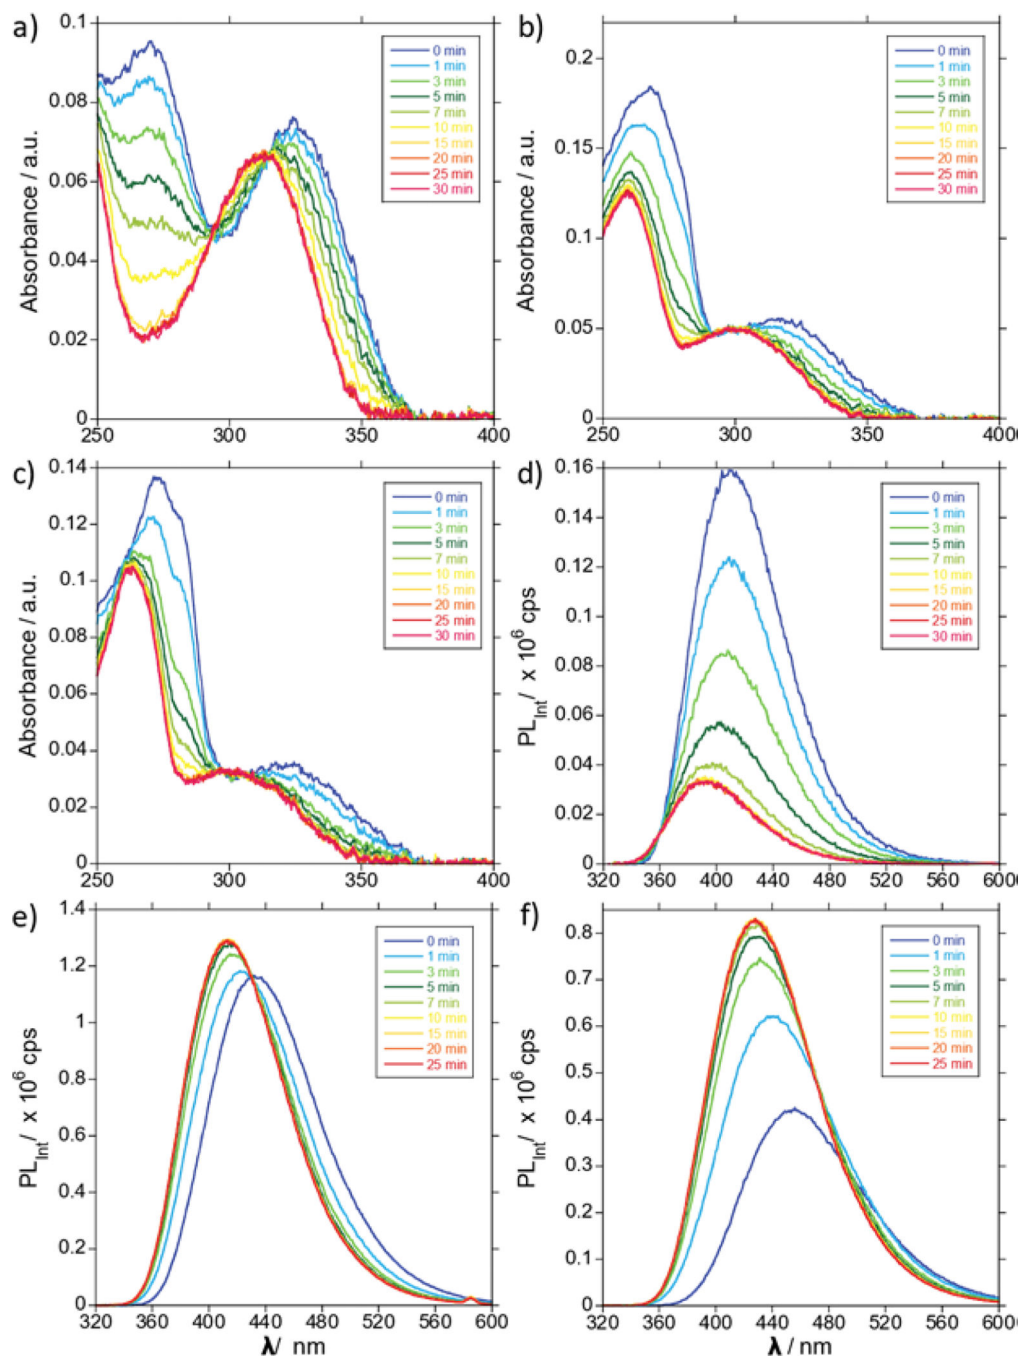 a)
Absorbance / a.u.
0.1
0.08
0.06
0.04
0.02
0
250
300
350
400
0 min
1 min
3 min
5 min
7 min
10 min
15 min
20 min
25 min
30 min
b)
Absorbance / a.u.
0.2
0.15
0.1
0.05
0
250
300
350
400
0 min
1 min
3 min
5 min
7 min
10 min
15 min
20 min
25 min
30 min
c)
Absorbance / a.u.
0.14
0.12
0.1
0.08
0.06
0.04
0.02
0
250
300
350
400
0 min
1 min
3 min
5 min
7 min
10 min
15 min
20 min
25 min
30 min
d)
PLInt/ x 10⁶ cps
0.16
0.14
0.12
0.1
0.08
0.06
0.04
0.02
0
320
360
400
440
480
520
560
600
0 min
1 min
3 min
5 min
7 min
10 min
15 min
20 min
25 min
30 min
e)
PLInt/ x 10⁶ cps
1.4
1.2
1
0.8
0.6
0.4
0.2
0
320
360
400
440
480
520
560
600
λ/ nm
0 min
1 min
3 min
5 min
7 min
10 min
15 min
20 min
25 min
f)
PLInt/ x 10⁶ cps
0.8
0.7
0.6
0.5
0.4
0.3
0.2
0.1
0
320
360
400
440
480
520
560
600
λ/ nm
0 min
1 min
3 min
5 min
7 min
10 min
15 min
20 min
25 min